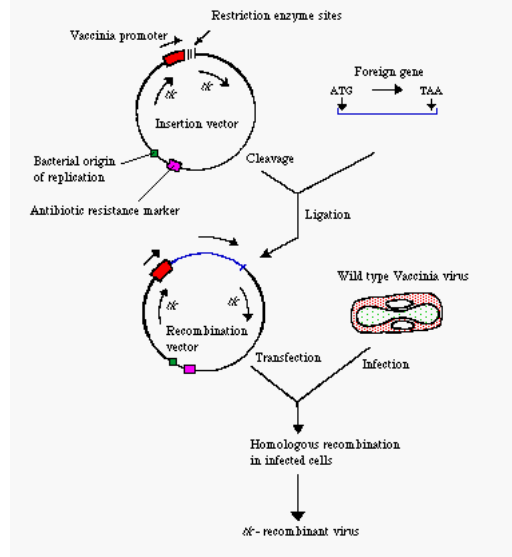 Restriction enzyme sites
Vaccinia promoter
Foreign gene
ATG
TAA
tk
tk
Insertion vector
Bacterial origin
of replication
Cleavage
Antibiotic resistance marker
Ligation
Wild type Vaccinia virus
tk
tk
Recombination
vector
Transfection
Infection
Homologous recombination
in infected cells
tk- recombinant virus